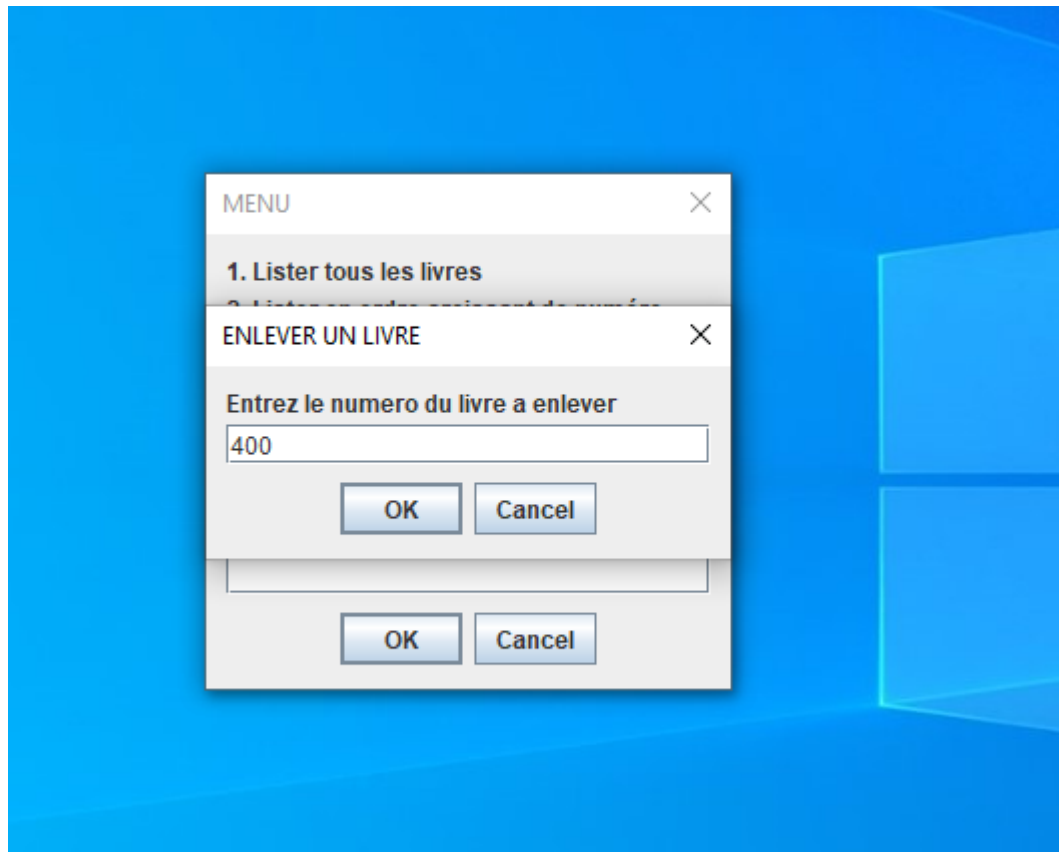 MENU
1. Lister tous les livres
ENLEVER UN LIVRE
Entrez le numero du livre a enlever
400
OK Cancel
OK Cancel